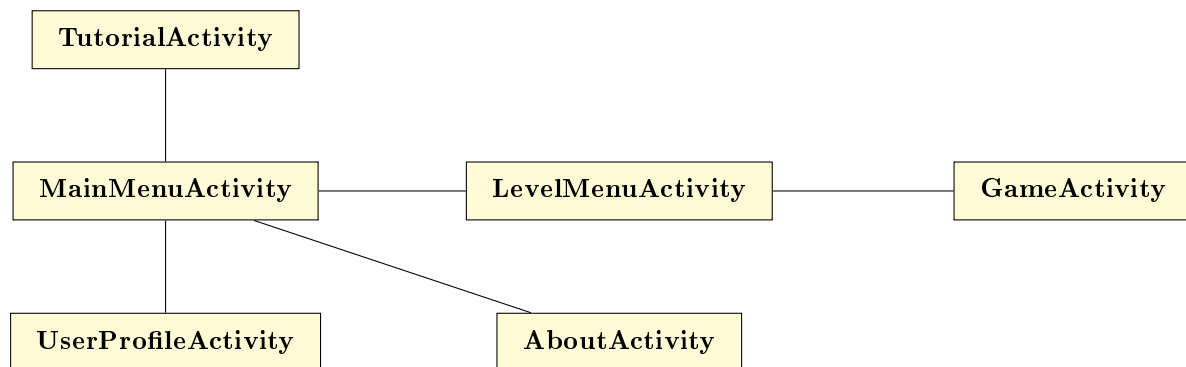 TutorialActivity
MainMenuActivity
LevelMenuActivity
GameActivity
UserProfileActivity
AboutActivity